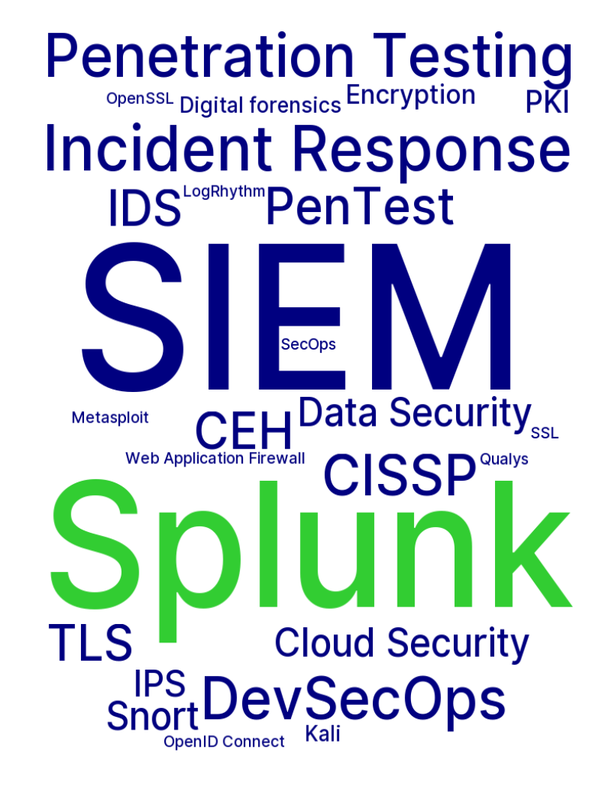 Penetration Testing
OpenSSL Digital forensics Encryption PKI
Incident Response
IDS LogRhythm PenTest
SIEM
SecOps
Metasploit CEH Data Security SSL
Web Application Firewall CISSP Qualys
Splunk
TLS Cloud Security
IPS
Snort DevSecOps
OpenID Connect Kali